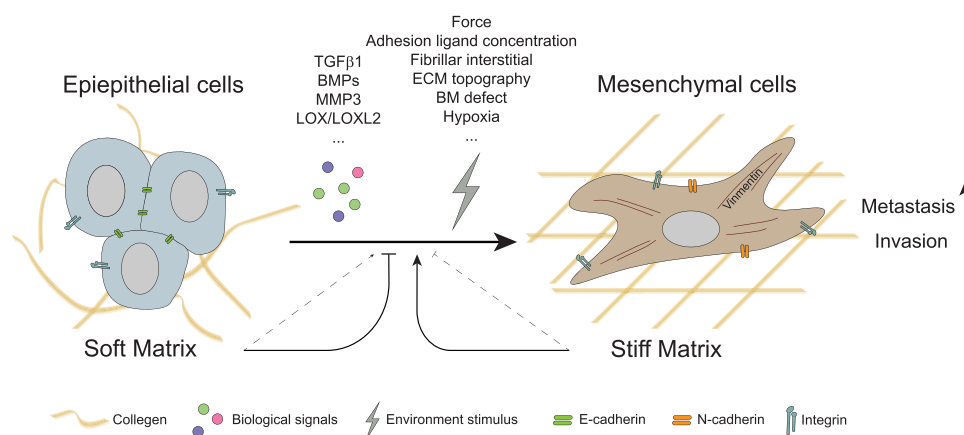 Force
Adhesion ligand concentration
Fibrillar interstitial
ECM topography
BM defect
Hypoxia
...
TGFβ1
BMPs
MMP3
LOX/LOXL2
...
Epiepithelial cells
Mesenchymal cells
Vinmentin
Metastasis
Invasion
Soft Matrix
Stiff Matrix
Collegen
Biological signals
Environment stimulus
E-cadherin
N-cadherin
Integrin